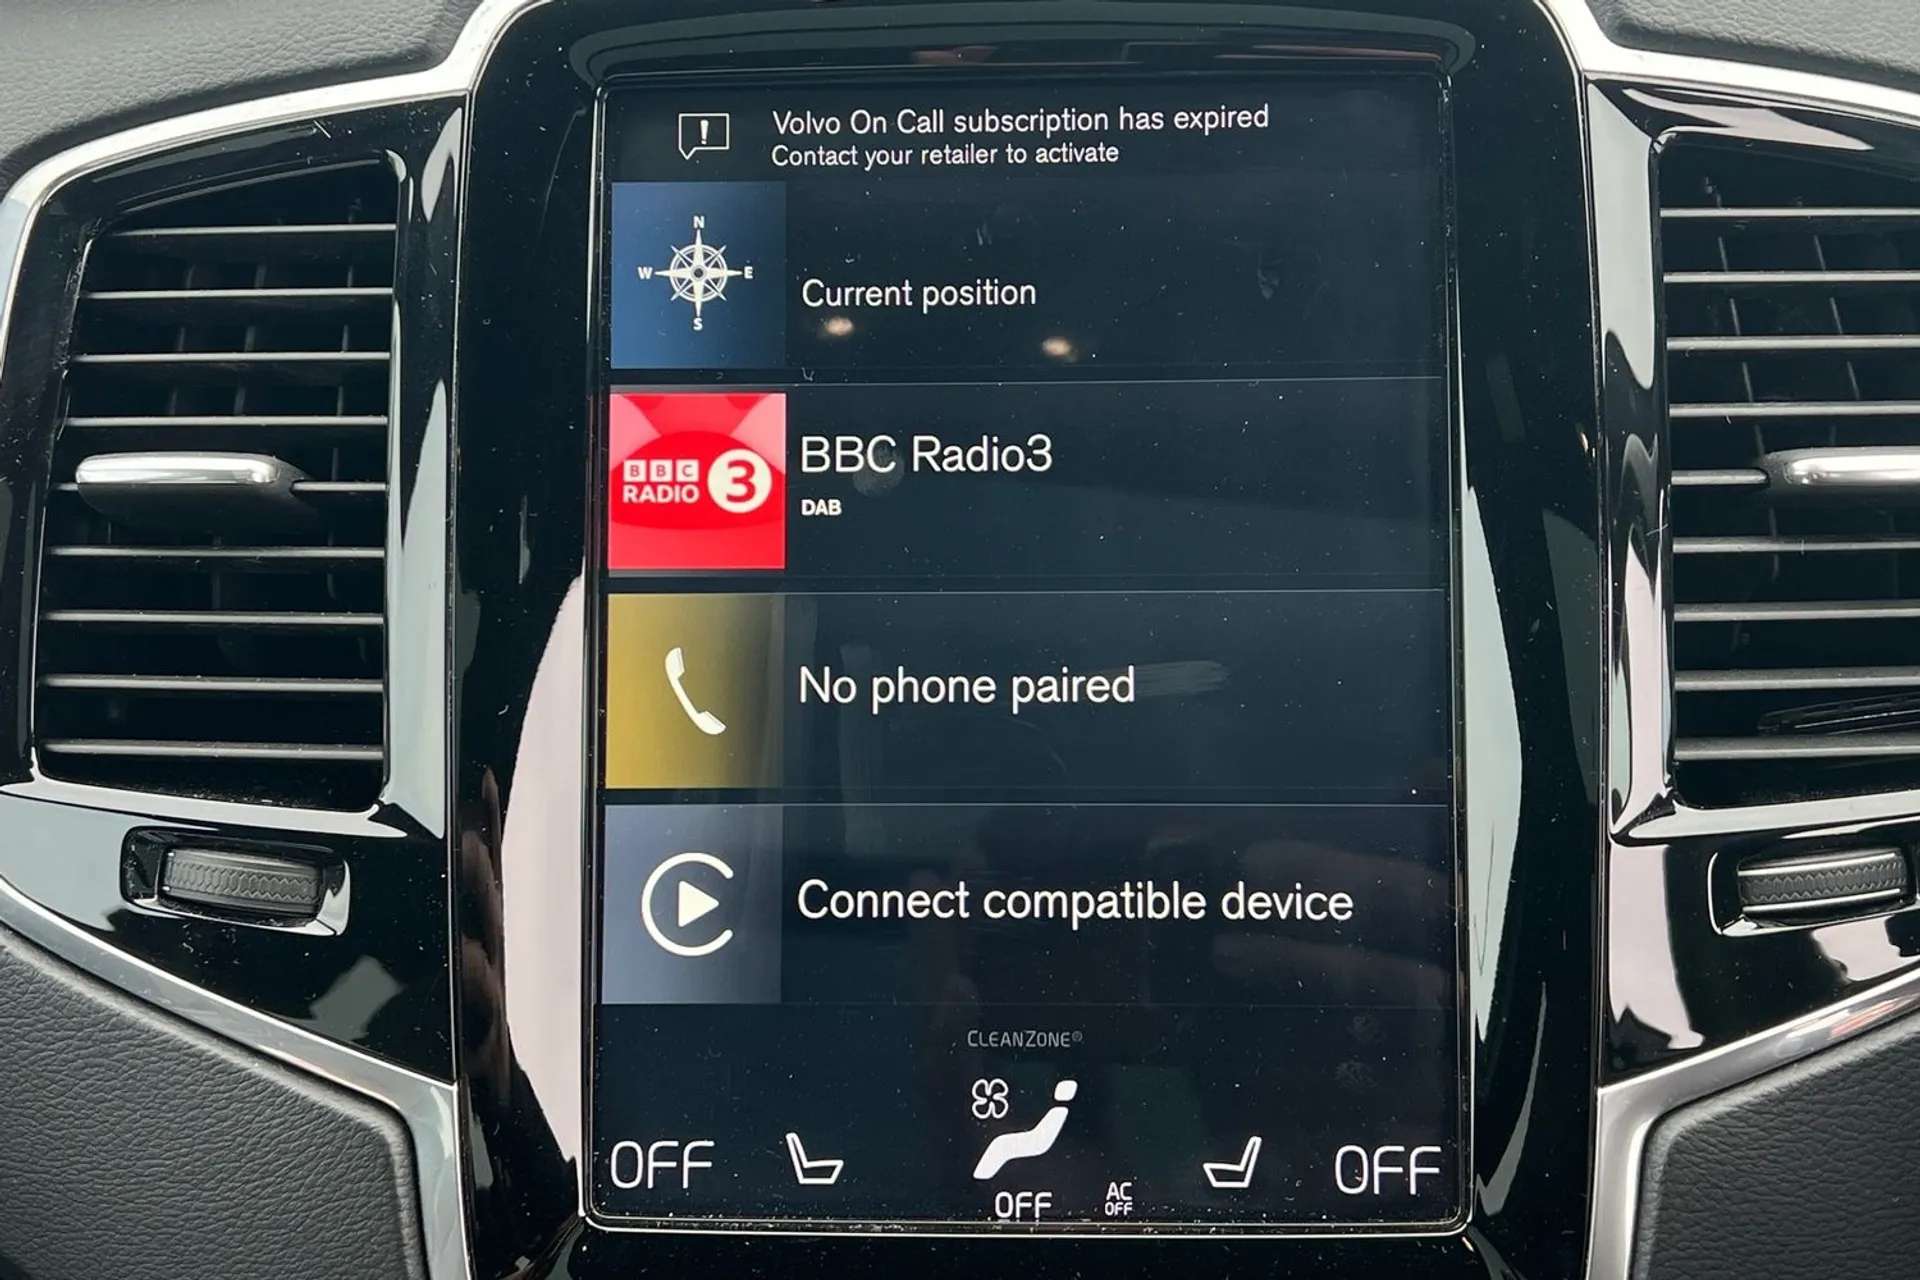 Volvo On Call subscription has expired
Contact your retailer to activate
N
W E
S
Current position
BBC
RADIO 3
BBC Radio3
DAB
No phone paired
Connect compatible device
CLEANZONE®
OFF OFF
OFF AC
OFF